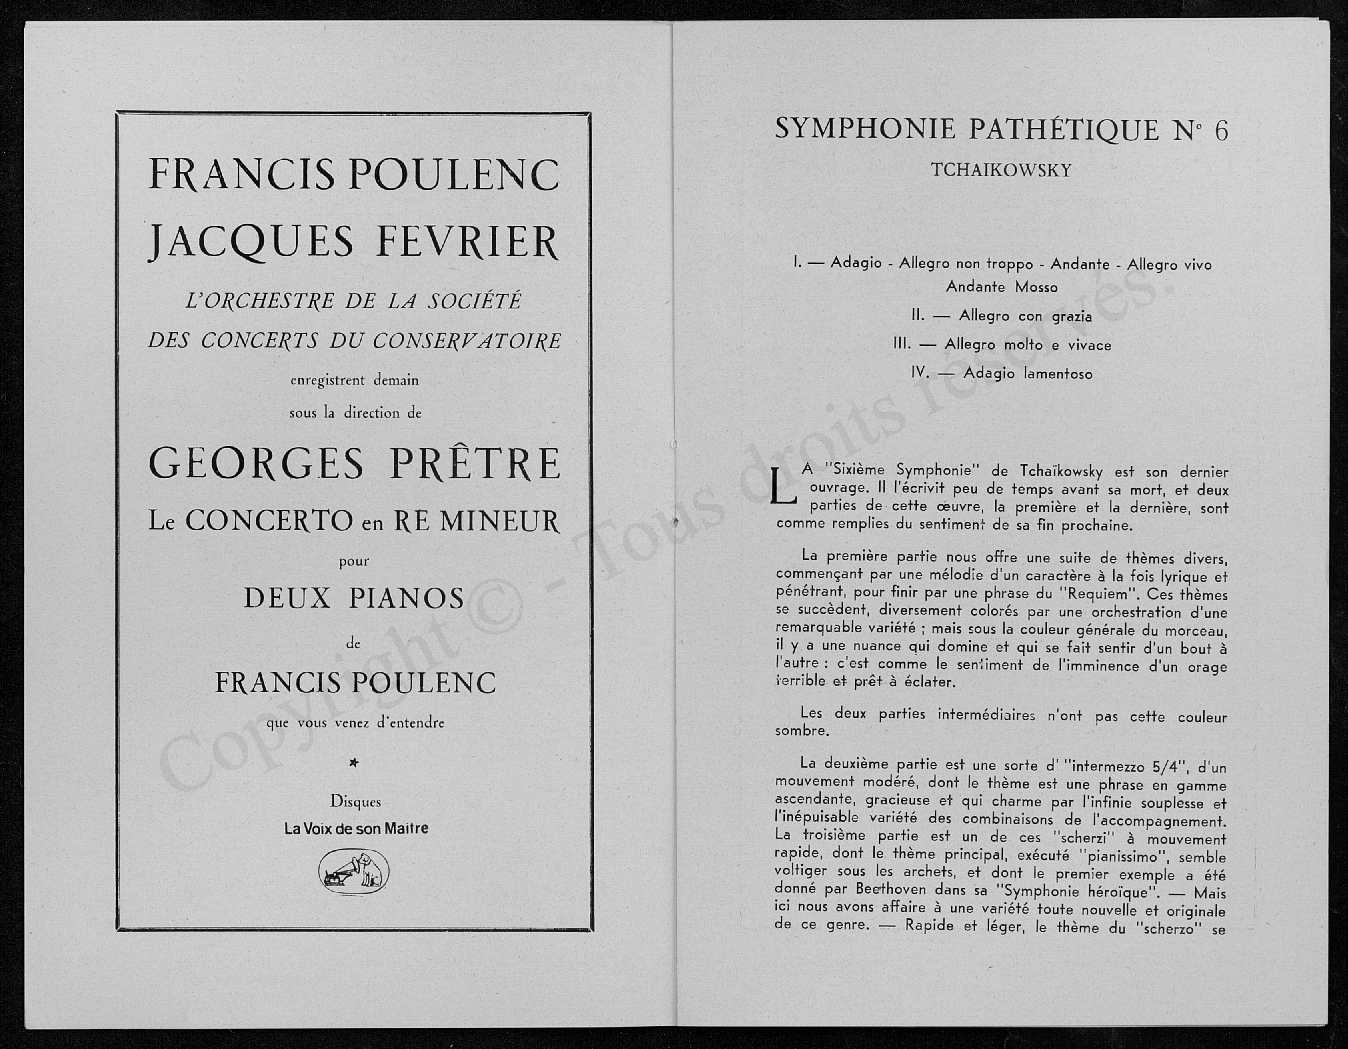 FRANCIS POULENC
JACQUES FEVRIER
L'ORCHESTRE DE LA SOCIÉTÉ
DES CONCERTS DU CONSERVATOIRE
enregistrent demain
sous la direction de
GEORGES PRÊTRE
Le CONCERTO en RE MINEUR
pour
DEUX PIANOS
de
FRANCIS POULENC
que vous venez d'entendre
Disques
La Voix de son Maitre
SYMPHONIE PATHÉTIQUE No 6
TCHAIKOWSKY
I. — Adagio - Allegro non troppo - Andante - Allegro vivo
Andante Mosso
II. — Allegro con grazia
III. — Allegro molto e vivace
IV. — Adagio lamentoso
LA "Sixième Symphonie" de Tchaïkowsky est son dernier
ouvrage. Il l'écrivit peu de temps avant sa mort, et deux
parties de cette œuvre, la première et la dernière, sont
comme remplies du sentiment de sa fin prochaine.
La première partie nous offre une suite de thèmes divers,
commençant par une mélodie d'un caractère à la fois lyrique et
pénétrant, pour finir par une phrase du "Requiem". Ces thèmes
se succèdent, diversement colorés par une orchestration d'une
remarquable variété ; mais sous la couleur générale du morceau,
il y a une nuance qui domine et qui se fait sentir d'un bout à
l'autre : c'est comme le sentiment de l'imminence d'un orage
terrible et prêt à éclater.
Les deux parties intermédiaires n'ont pas cette couleur
sombre.
La deuxième partie est une sorte d' "intermezzo 5/4", d'un
mouvement modéré, dont le thème est une phrase en gamme
ascendante, gracieuse et qui charme par l'infinie souplesse et
l'inépuisable variété des combinaisons de l'accompagnement.
La troisième partie est un de ces "scherzi" à mouvement
rapide, dont le thème principal, exécuté "pianissimo", semble
voltiger sous les archets, et dont le premier exemple a été
donné par Beethoven dans sa "Symphonie héroïque". — Mais
ici nous avons affaire à une variété toute nouvelle et originale
de ce genre. — Rapide et léger, le thème du "scherzo" se
Copyright © - Tous droits réservés.